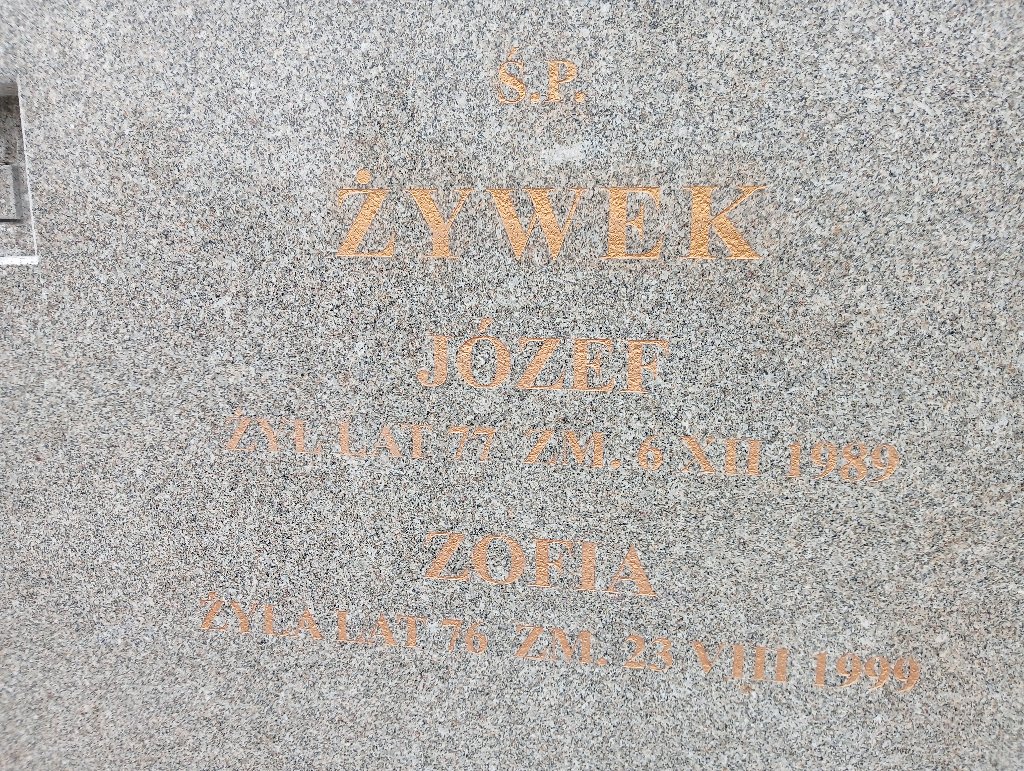 Ś.P.
ŻYWEK
JÓZEF
ŻYŁ LAT 77 ZM. 6 XII 1989
ZOFIA
ŻYŁA LAT 76 ZM. 23 VIII 1999